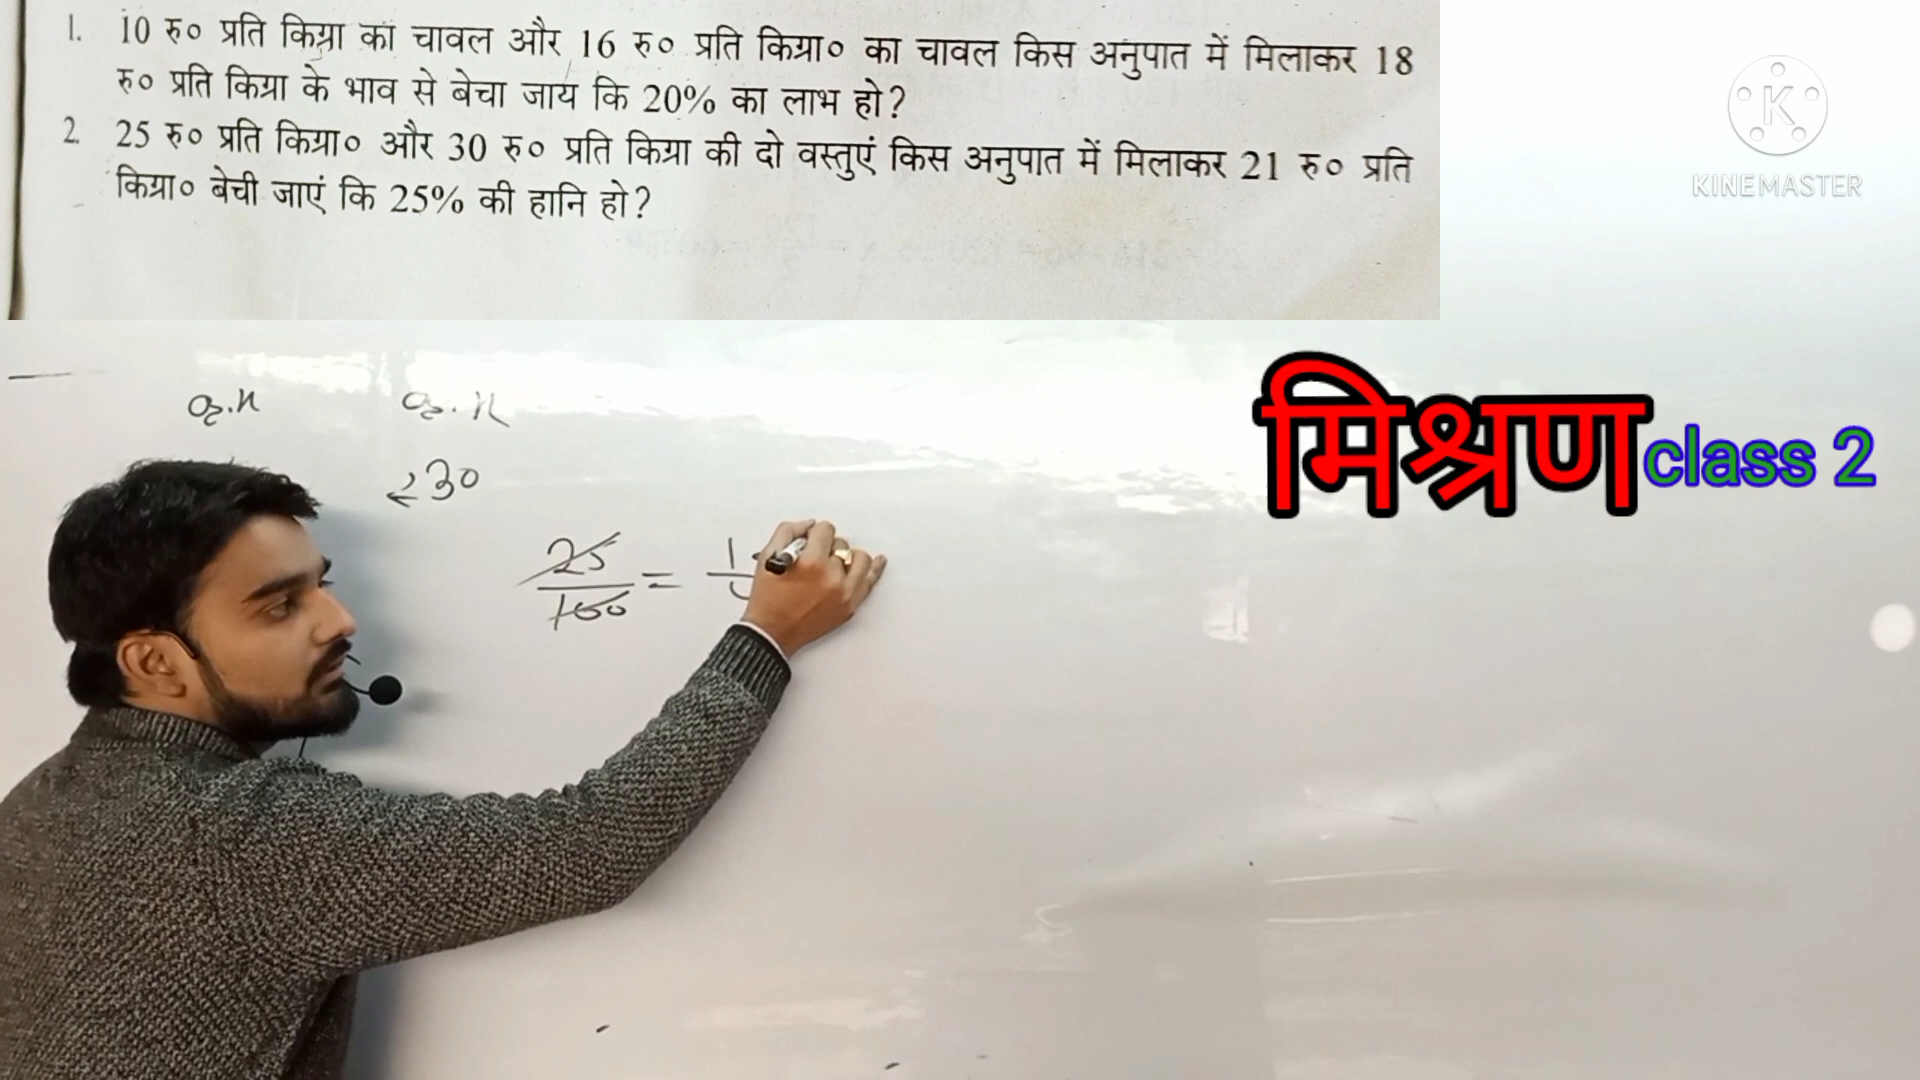 1. 10 रु० प्रति किग्रा का चावल और 16 रु० प्रति किग्रा० का चावल किस अनुपात में मिलाकर 18
रु० प्रति किग्रा के भाव से बेचा जाय कि 20% का लाभ हो?
2. 25 रु० प्रति किग्रा० और 30 रु० प्रति किग्रा की दो वस्तुएं किस अनुपात में मिलाकर 21 रु० प्रति
किग्रा० बेची जाएं कि 25% की हानि हो?
KINEMASTER
मिश्रण class 2
30
25
100
= 1